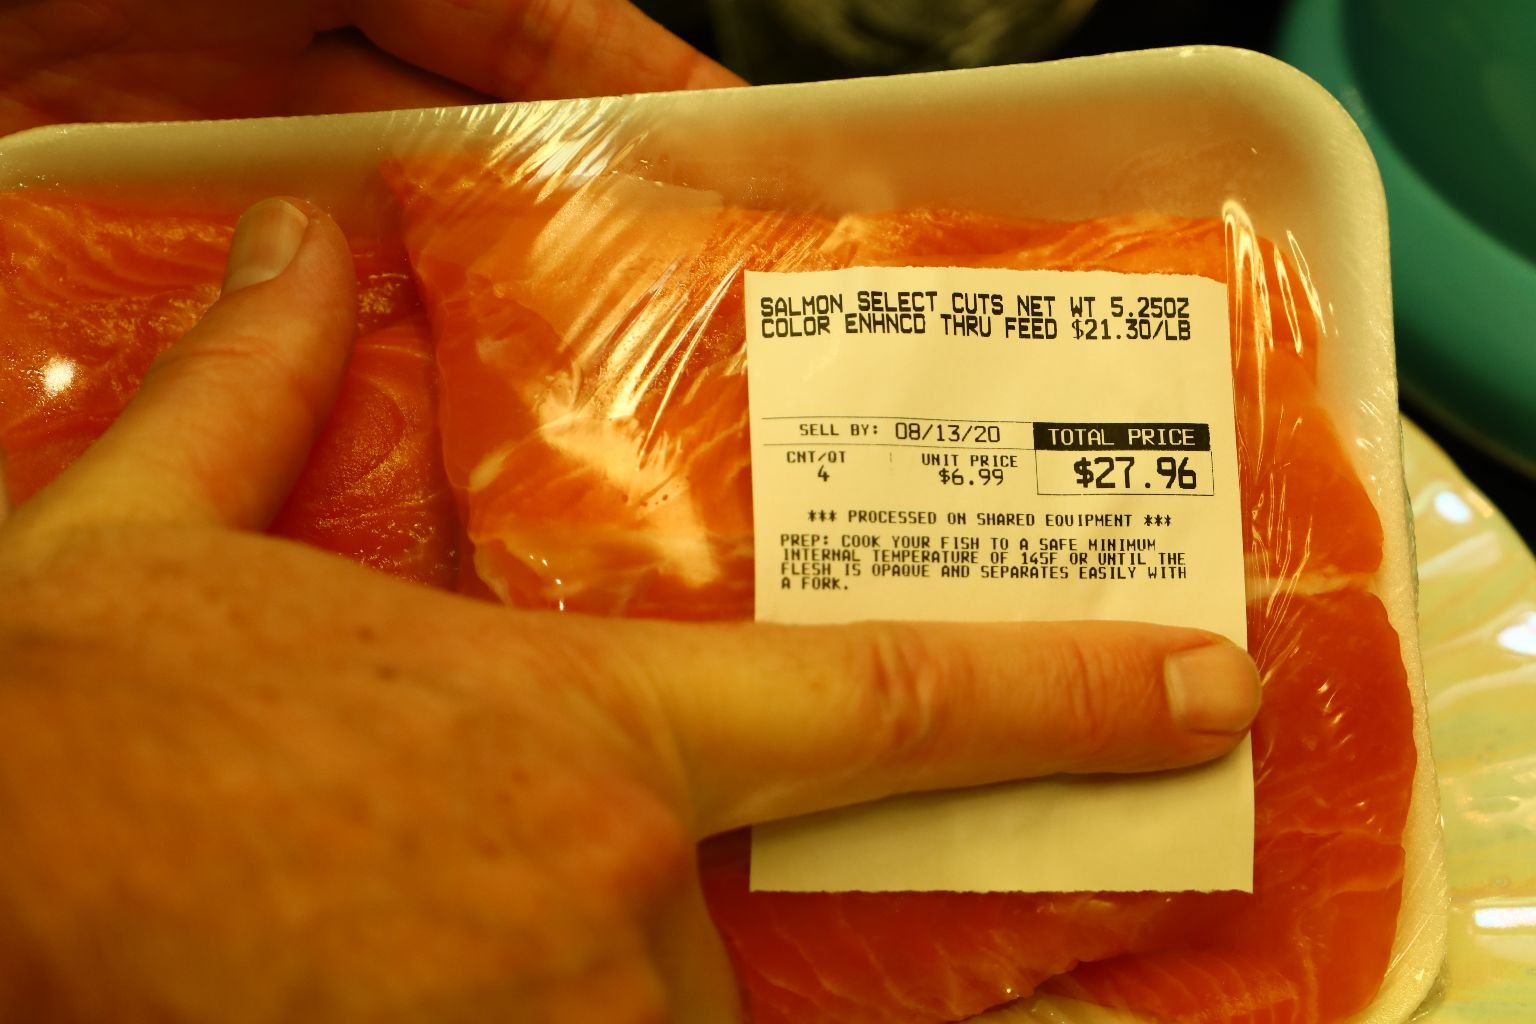 SALMON SELECT CUTS NET WT 5.25OZ
COLOR ENHNCD THRU FEED $21.30/LB
SELL BY: 08/13/20 TOTAL PRICE
CNT/QT UNIT PRICE
4 $6.99 $27.96
*** PROCESSED ON SHARED EQUIPMENT ***
PREP: COOK YOUR FISH TO A SAFE MINIMUM
INTERNAL TEMPERATURE OF 145F OR UNTIL THE
FLESH IS OPAQUE AND SEPARATES EASILY WITH
A FORK.